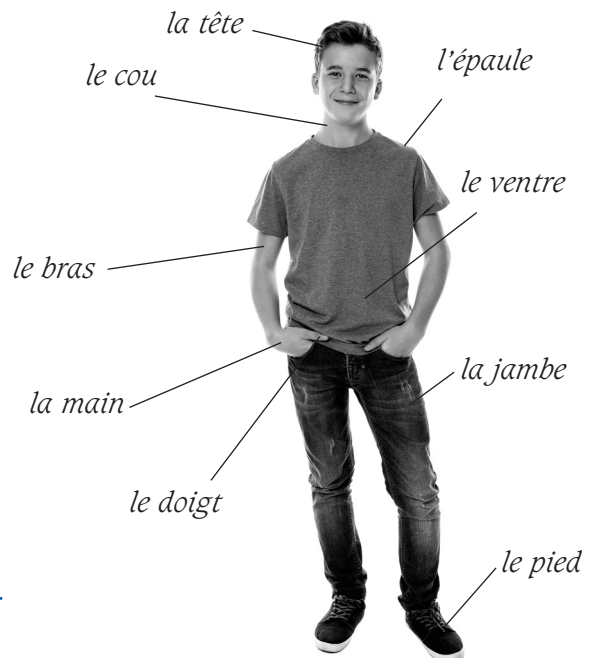 la tête
l'épaule
le cou
le ventre
le bras
la jambe
la main
le doigt
le pied